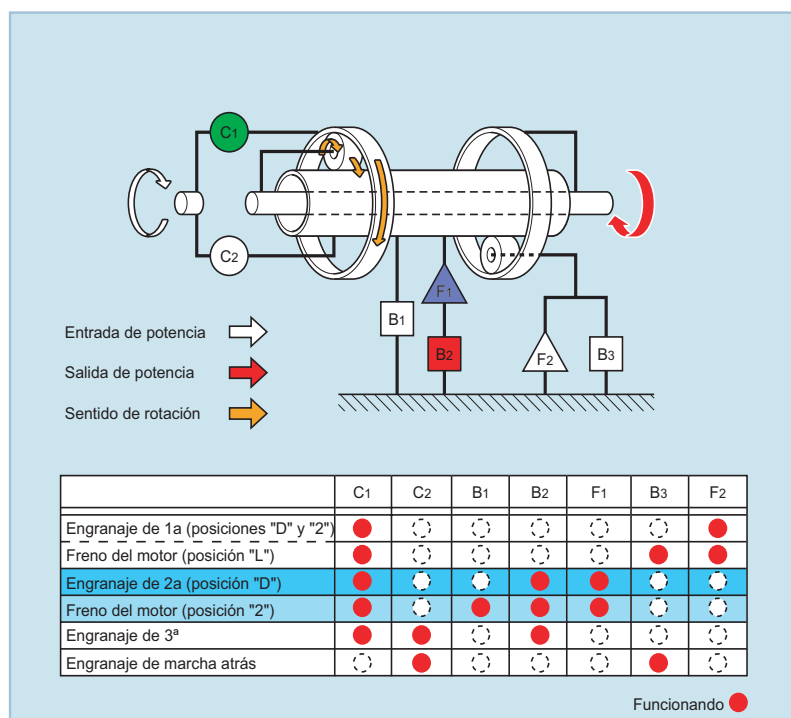 C1
C2
F1
B1
B2
F2
B3
Entrada de potencia
Salida de potencia
Sentido de rotación
C1 C2 B1 B2 F1 B3 F2
Engranaje de 1a (posiciones "D" y "2")
Freno del motor (posición "L")
Engranaje de 2a (posición "D")
Freno del motor (posición "2")
Engranaje de 3ª
Engranaje de marcha atrás
Funcionando